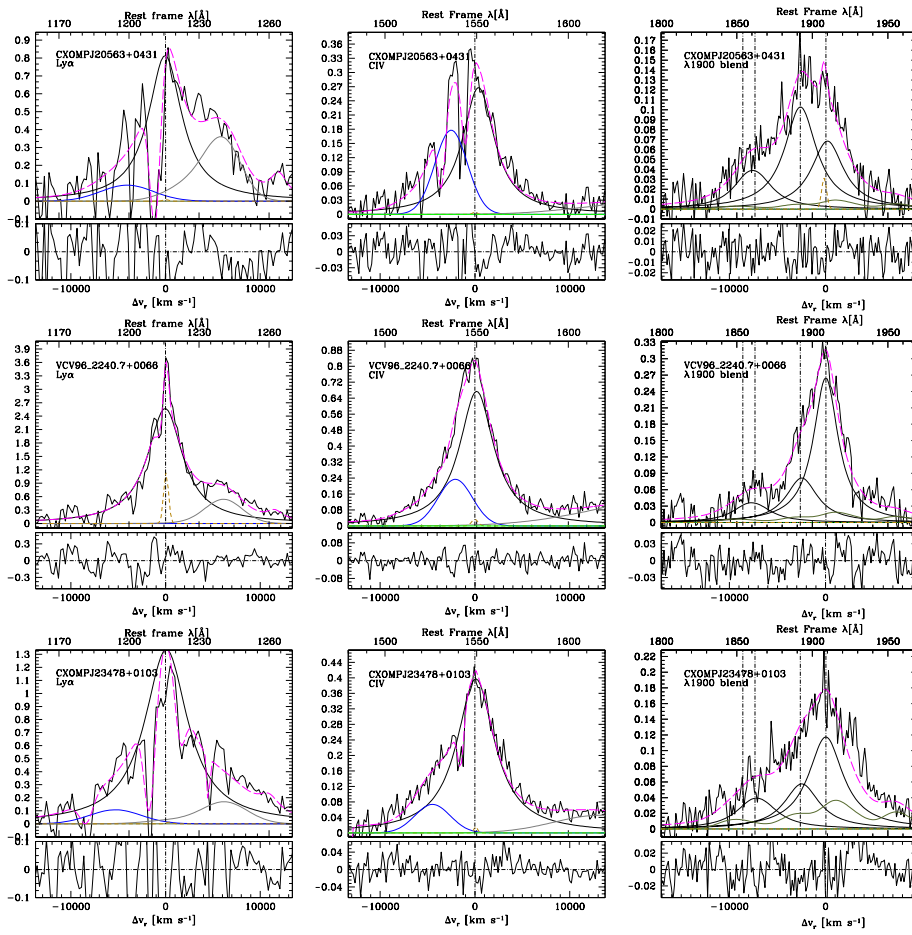 Rest frame λ[Å]
Rest Frame λ[Å]
Rest Frame λ[Å]
1170 1200 1230 1260
1500 1550 1600
1800 1850 1900 1950
CXOMPJ20563+0431
Lyα
0.9
0.8
0.7
0.6
0.5
0.4
0.3
0.2
0.1
0
-0.1
CXOMPJ20563+0431
CIV
0.36
0.33
0.3
0.27
0.24
0.21
0.18
0.15
0.12
0.09
0.06
0.03
0
CXOMPJ20563+0431
λ1900 blend
0.17
0.16
0.15
0.14
0.13
0.12
0.11
0.1
0.09
0.08
0.07
0.06
0.05
0.04
0.03
0.02
0.01
0
0.01
0.1
0
-0.1
0.03
0
-0.03
0.02
0.01
0
-0.01
-0.02
-10000 0 10000
-10000 0 10000
-10000 0
Δvᵣ [km s⁻¹]
Δvᵣ [km s⁻¹]
Δvᵣ [km s⁻¹]
Rest frame λ[Å]
Rest Frame λ[Å]
Rest Frame λ[Å]
1170 1200 1230 1260
1500 1550 1600
1800 1850 1900 1950
VCV96_2240.7+0066
Lyα
3.9
3.6
3.3
3
2.7
2.4
2.1
1.8
1.5
1.2
0.9
0.6
0.3
0
VCV96_2240.7+0066
CIV
0.88
0.8
0.72
0.64
0.56
0.48
0.4
0.32
0.24
0.16
0.08
0
VCV96_2240.7+0066
λ1900 blend
0.33
0.3
0.27
0.24
0.21
0.18
0.15
0.12
0.09
0.06
0.03
0
0.3
0
-0.3
0.08
0
-0.08
0.03
0
-0.03
-10000 0 10000
-10000 0 10000
-10000 0
Δvᵣ [km s⁻¹]
Δvᵣ [km s⁻¹]
Δvᵣ [km s⁻¹]
Rest frame λ[Å]
Rest Frame λ[Å]
Rest Frame λ[Å]
1170 1200 1230 1260
1500 1550 1600
1800 1850 1900 1950
CXOMPJ23478+0103
Lyα
1.3
1.2
1.1
1
0.9
0.8
0.7
0.6
0.5
0.4
0.3
0.2
0.1
0
CXOMPJ23478+0103
CIV
0.44
0.4
0.36
0.32
0.28
0.24
0.2
0.16
0.12
0.08
0.04
0
CXOMPJ23478+0103
λ1900 blend
0.22
0.2
0.18
0.16
0.14
0.12
0.1
0.08
0.06
0.04
0.02
0
0
-0.1
0.04
0
-0.04
0.02
0
-0.02
-10000 0 10000
-10000 0 10000
-10000 0
Δvᵣ [km s⁻¹]
Δvᵣ [km s⁻¹]
Δvᵣ [km s⁻¹]